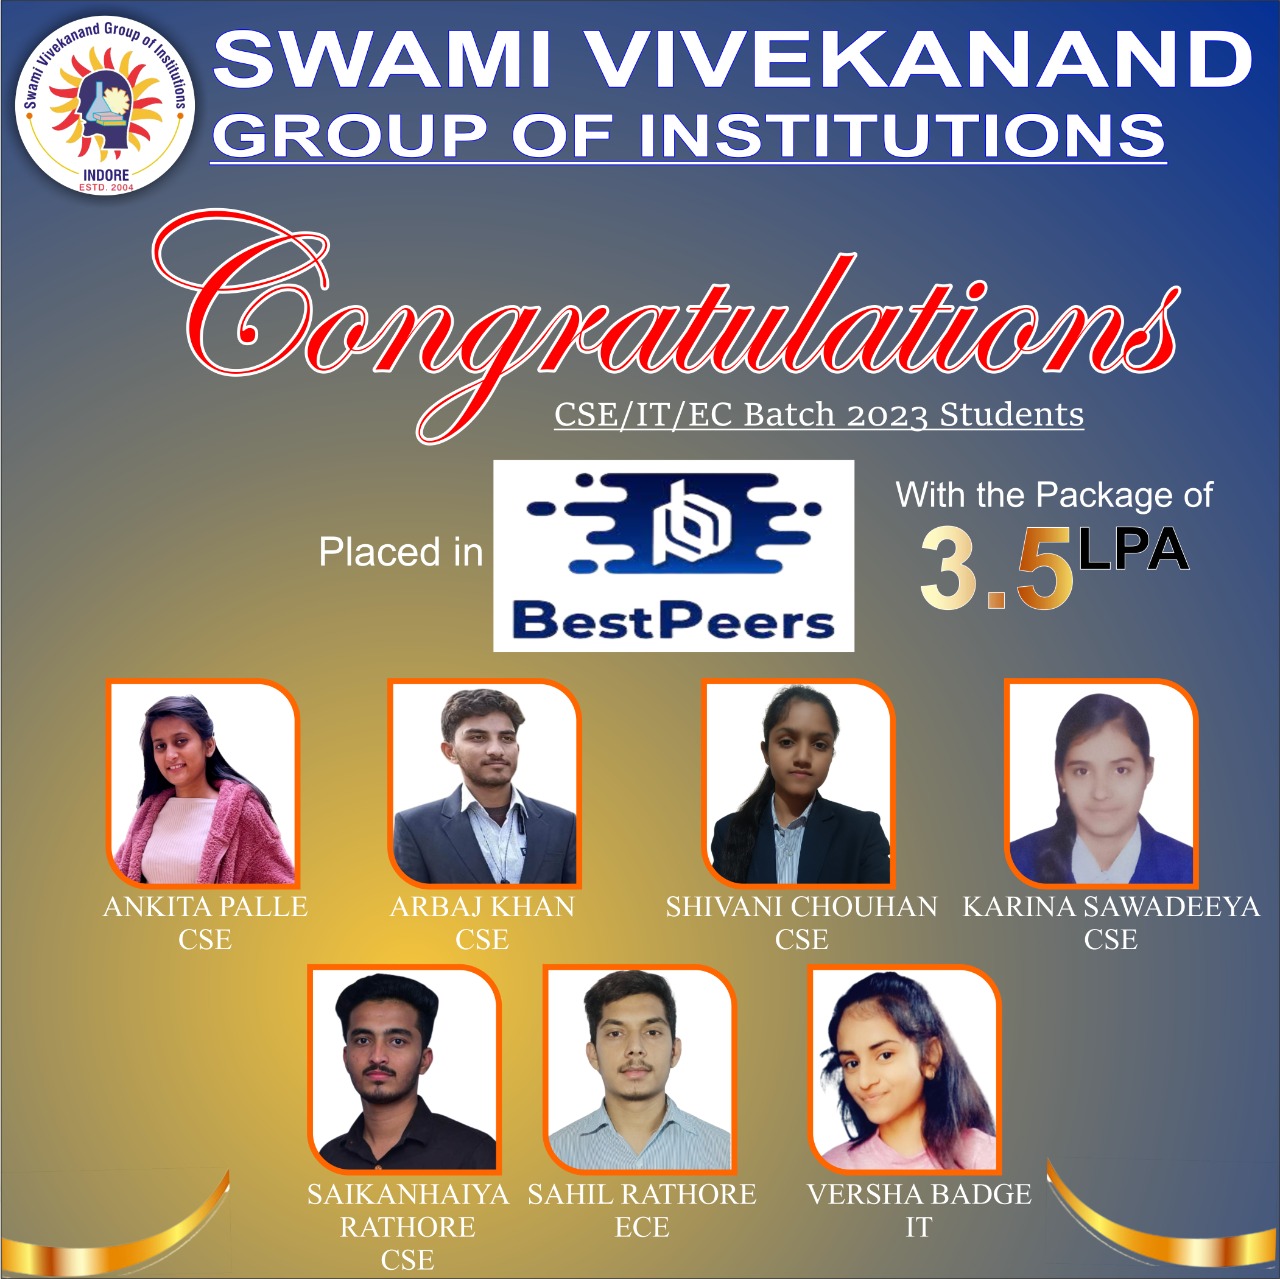 Swami Vivekanand Group of Institutions
INDORE
ESTD. 2004
SWAMI VIVEKANAND
GROUP OF INSTITUTIONS
Congratulations
CSE/IT/EC Batch 2023 Students
Placed in
BestPeers
With the Package of
3.5 LPA
ANKITA PALLE
CSE
ARBAJ KHAN
CSE
SHIVANI CHOUHAN
CSE
KARINA SAWADEEYA
CSE
SAIKANHAIYA
RATHORE
CSE
SAHIL RATHORE
ECE
VERSHA BADGE
IT